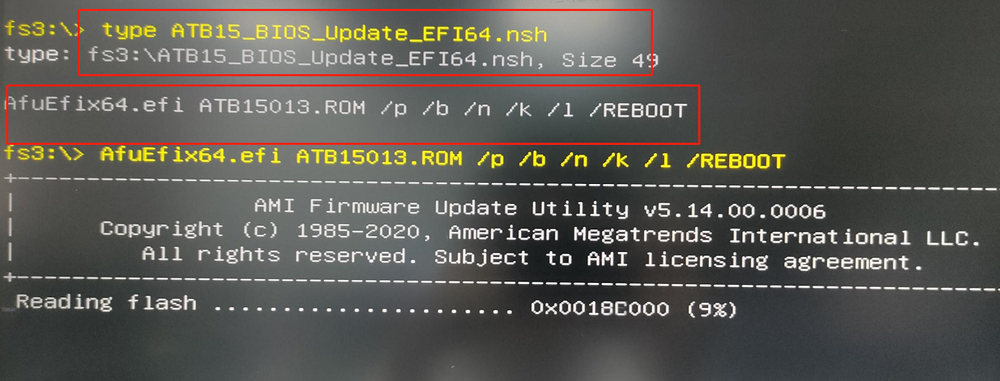 fs3:\> type ATB15_BIOS_Update_EFI64.nsh
type: fs3:\ATB15_BIOS_Update_EFI64.nsh, Size 49
AfuEfix64.efi ATB15013.ROM /p /b /n /k /l /REBOOT
fs3:\> AfuEfix64.efi ATB15013.ROM /p /b /n /k /l /REBOOT
+---------------------------------------------------------------------------
| AMI Firmware Update Utility v5.14.00.0006
| Copyright (c) 1985-2020, American Megatrends International LLC.
| All rights reserved. Subject to AMI licensing agreement.
+---------------------------------------------------------------------------
Reading flash ...................... 0x0018E000 (9%)